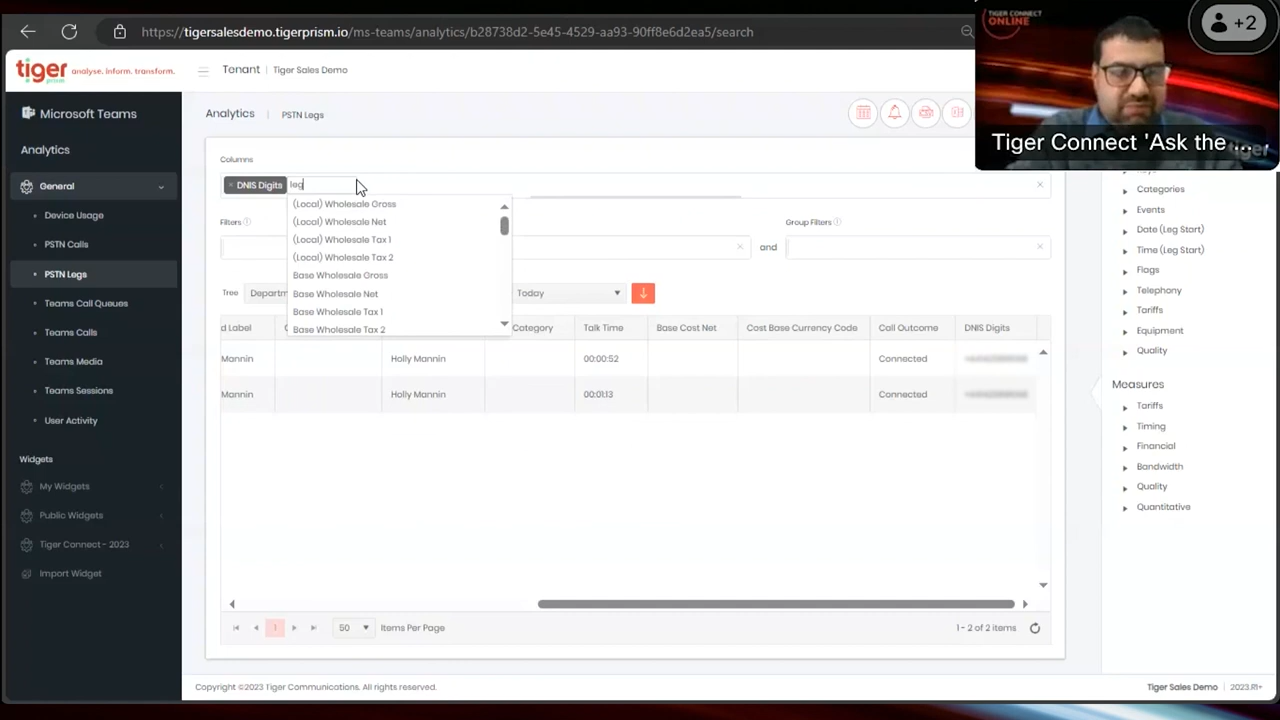 https://tigersalesdemo.tigerprism.io/ms-teams/analytics/b28738d2-5e45-4529-aa93-90ff8e6d2ea5/search
TIGER CONNECT
ONLINE
+2
Tiger Connect 'Ask the ...
tiger
prism
analyse. inform. transform.
Tenant | Tiger Sales Demo
Microsoft Teams
Analytics
General
Device Usage
PSTN Calls
PSTN Legs
Teams Call Queues
Teams Calls
Teams Media
Teams Sessions
User Activity
Widgets
My Widgets
Public Widgets
Tiger Connect - 2023
Import Widget
Analytics | PSTN Legs
Columns
× DNIS Digits leg
(Local) Wholesale Gross
(Local) Wholesale Net
(Local) Wholesale Tax 1
(Local) Wholesale Tax 2
Base Wholesale Gross
Base Wholesale Net
Base Wholesale Tax 1
Base Wholesale Tax 2
Filters
and
Group Filters
Tree
Today
d Label
Category Talk Time Base Cost Net Cost Base Currency Code Call Outcome DNIS Digits
Mannin Holly Mannin 00:00:52 Connected
Mannin Holly Mannin 00:01:13 Connected
1 50 Items Per Page 1 - 2 of 2 items
Categories
Events
Date (Leg Start)
Time (Leg Start)
Flags
Telephony
Tariffs
Equipment
Quality
Measures
Tariffs
Timing
Financial
Bandwidth
Quality
Quantitative
Copyright ©2023 Tiger Communications. All rights reserved.
Tiger Sales Demo | 2023.R1+